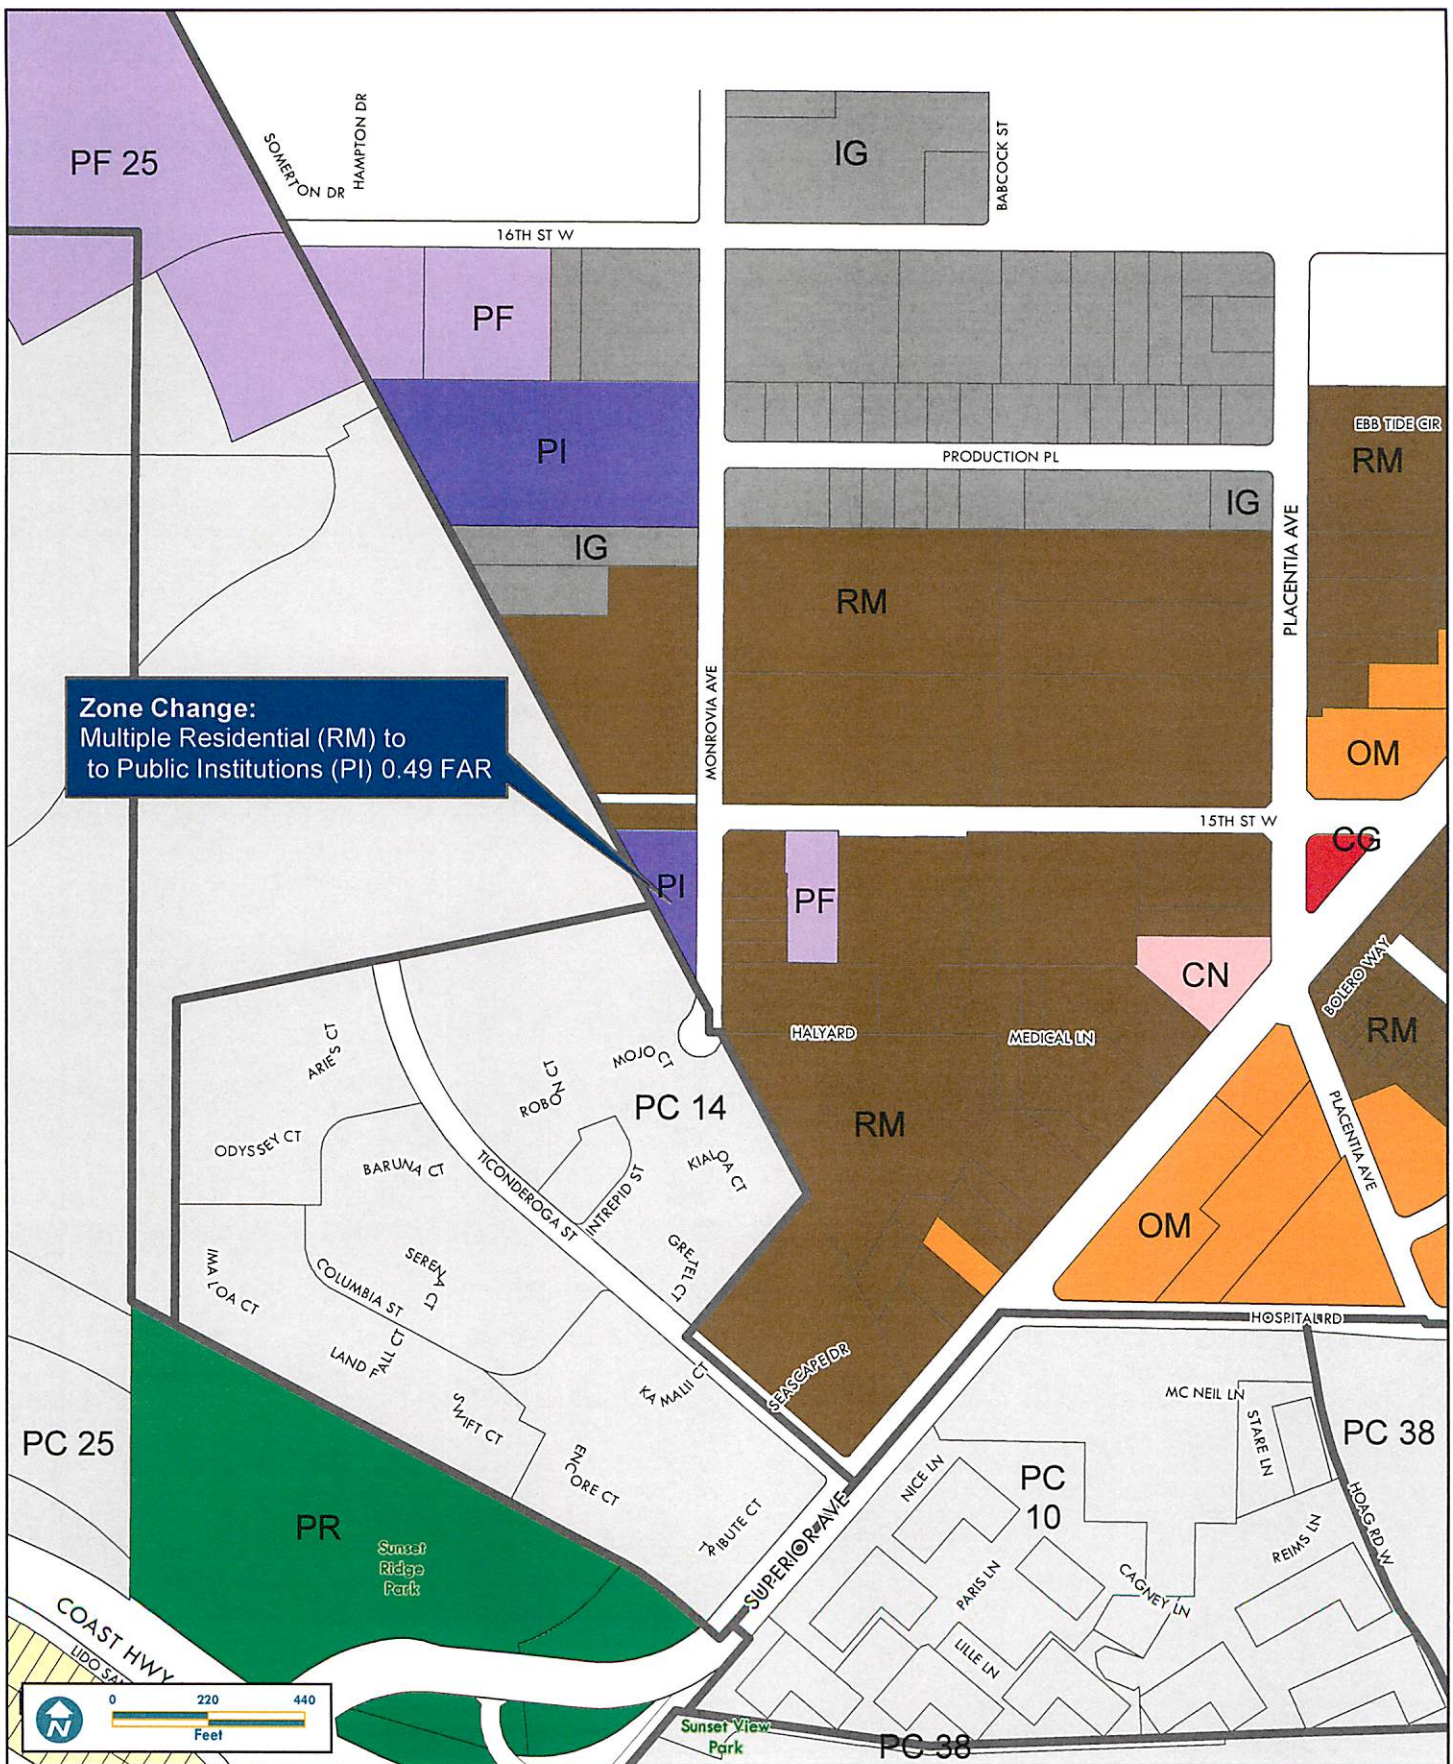 PF 25
SOMERTON DR
HAMPTON DR
IG
BABCOCK ST
16TH ST W
PF
PI
EBB TIDE CIR
RM
PRODUCTION PL
IG
IG
PLACENTIA AVE
RM
MONROVIA AVE
Zone Change:
Multiple Residential (RM) to
to Public Institutions (PI) 0.49 FAR
OM
15TH ST W
CG
PI
PF
CN
BOLERO WAY
RM
HALYARD
MEDICAL LN
ARIES CT
ROBON CT
MOJO CT
PC 14
RM
PLACENTIA AVE
ODYSSEY CT
BARUNA CT
TICONDEROGA ST
INTREPID ST
KIALOA CT
OM
IMA LOA CT
COLUMBIA ST
SERENA CT
GRETEL CT
HOSPITAL RD
LAND FALL CT
KA MALII CT
SEASCAPE DR
MC NEIL LN
STARE LN
SWIFT CT
PC 25
PC 38
ENCORE CT
NICE LN
PC
10
HOAG RD W
PR
Sunset
Ridge
Park
TRIBUTE CT
SUPERIOR AVE
REIMS LN
PARIS LN
CAGNEY LN
COAST HWY
LILLE LN
LIDO SAN
N
0 220 440
Feet
Sunset View
Park
PC 38